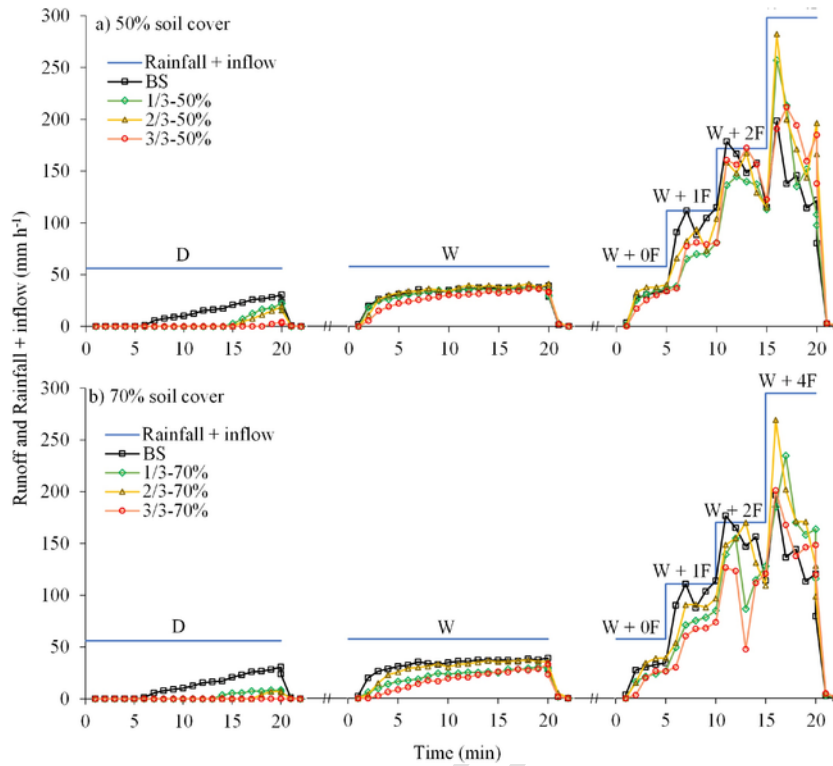 300
a) 50% soil cover
Rainfall + inflow
BS
1/3-50%
2/3-50%
3/3-50%
250
200
150
100
50
0
D
W
W + 0F
W + 1F
W + 2F
0 5 10 15 20 5 10 15 20 5 10 15 20
Runoff and Rainfall + inflow (mm h⁻¹)
300
b) 70% soil cover
Rainfall + inflow
BS
1/3-70%
2/3-70%
3/3-70%
250
200
150
100
50
0
D
W
W + 0F
W + 1F
W + 2F
W + 4F
0 5 10 15 20 5 10 15 20 5 10 15 20
Time (min)